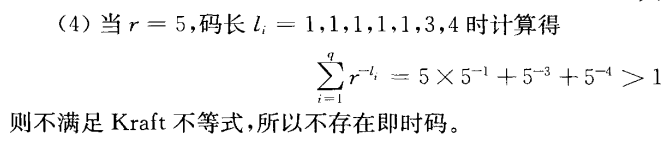 (4) 当 r = 5,码长 lᵢ = 1,1,1,1,1,3,4 时计算得
∑_{i=1}^{q} r^{-lᵢ} = 5 × 5⁻¹ + 5⁻³ + 5⁻⁴ > 1
则不满足 Kraft 不等式,所以不存在即时码。